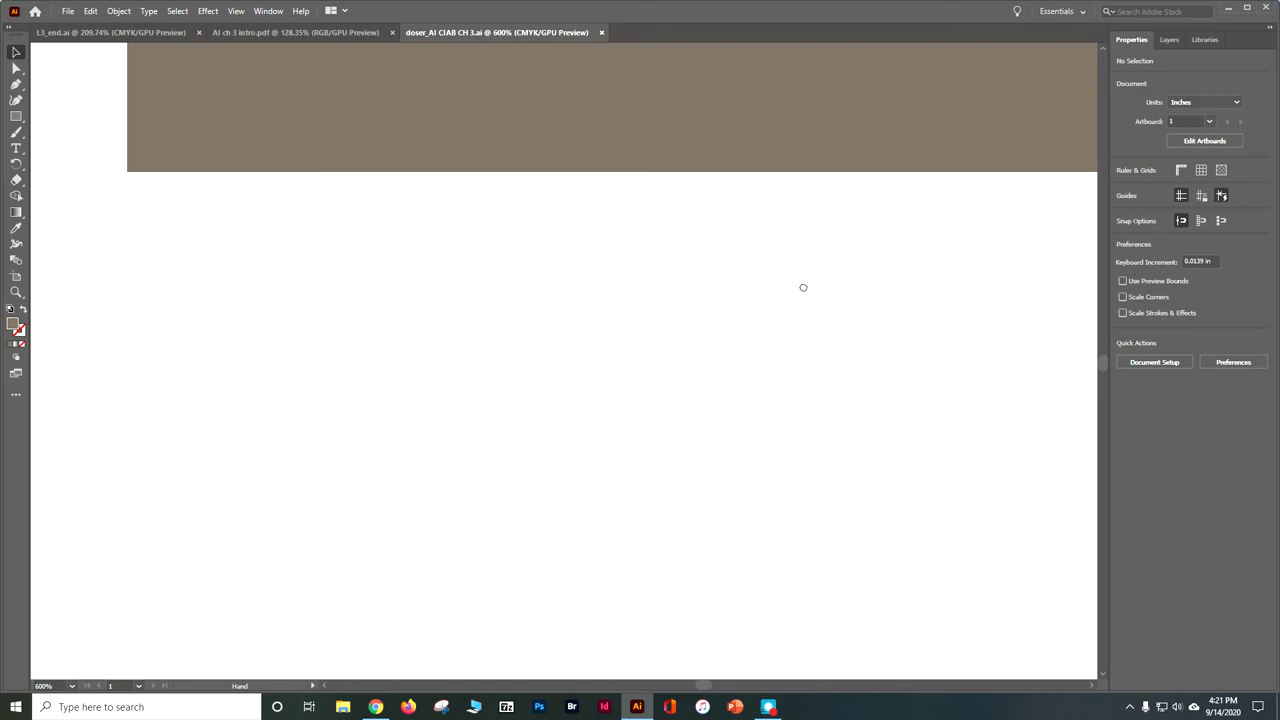 Ai File Edit Object Type Select Effect View Window Help Essentials Search Adobe Stock
L3_end.ai @ 209.74% (CMYK/GPU Preview) × AI ch 3 intro.pdf @ 128.35% (RGB/GPU Preview) × doser_AI CIAB CH 3.ai @ 600% (CMYK/GPU Preview) ×
Properties Layers Libraries
No Selection
Document
Units: Inches
Artboard: 1
Edit Artboards
Ruler & Grids
Guides
Snap Options
Preferences
Keyboard Increment: 0.0139 in
Use Preview Bounds
Scale Corners
Scale Strokes & Effects
Quick Actions
Document Setup Preferences
600% 1 Hand
Type here to search Ps Br Id Ai
4:21 PM
9/14/2020